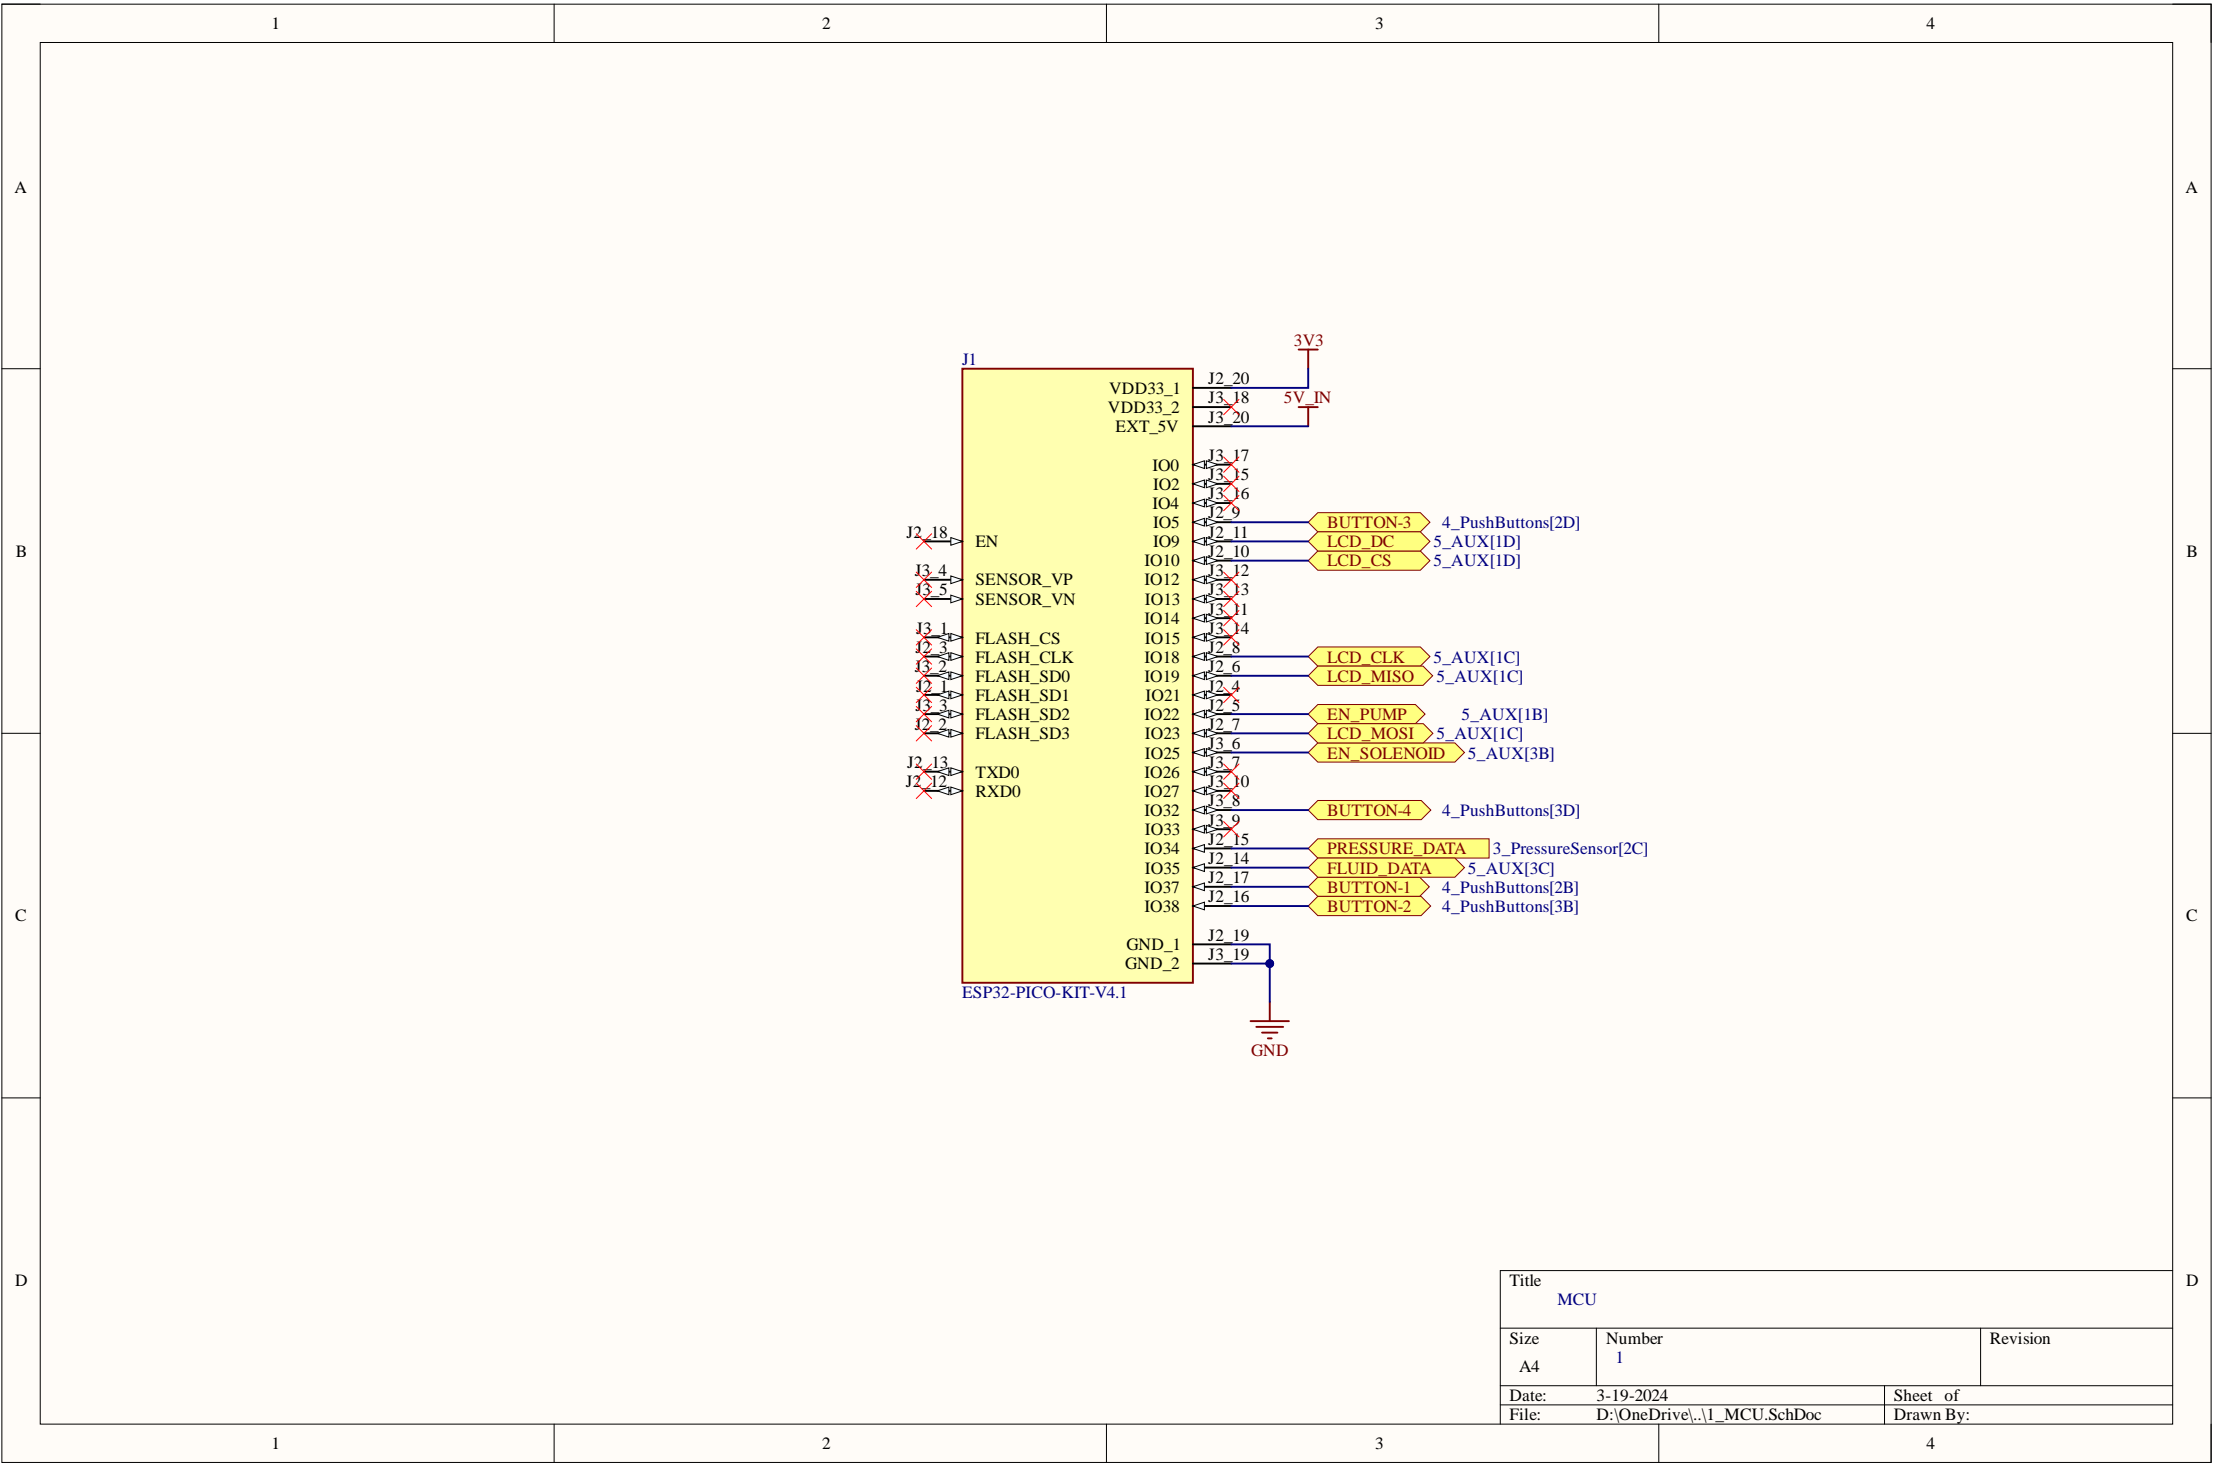 1 2 3 4
A A
B B
C C
D D
3V3
J1
VDD33_1 J2_20
VDD33_2 J3_18 5V_IN
EXT_5V J3_20
IO0 J3_17
IO2 J3_15
IO4 J3_16
IO5 J2_9 BUTTON-3 4_PushButtons[2D]
J2_18 EN IO9 J2_11 LCD_DC 5_AUX[1D]
IO10 J2_10 LCD_CS 5_AUX[1D]
J3_4 SENSOR_VP IO12 J3_12
J3_5 SENSOR_VN IO13 J3_13
IO14 J3_11
J3_1 FLASH_CS IO15 J3_14
J2_3 FLASH_CLK IO18 J2_8 LCD_CLK 5_AUX[1C]
J3_2 FLASH_SD0 IO19 J2_6 LCD_MISO 5_AUX[1C]
J2_1 FLASH_SD1 IO21 J2_4
J3_3 FLASH_SD2 IO22 J2_5 EN_PUMP 5_AUX[1B]
J2_2 FLASH_SD3 IO23 J2_7 LCD_MOSI 5_AUX[1C]
IO25 J3_6 EN_SOLENOID 5_AUX[3B]
J2_13 TXD0 IO26 J3_7
J2_12 RXD0 IO27 J3_10
IO32 J3_8 BUTTON-4 4_PushButtons[3D]
IO33 J3_9
IO34 J2_15 PRESSURE_DATA 3_PressureSensor[2C]
IO35 J2_14 FLUID_DATA 5_AUX[3C]
IO37 J2_17 BUTTON-1 4_PushButtons[2B]
IO38 J2_16 BUTTON-2 4_PushButtons[3B]
GND_1 J2_19
GND_2 J3_19
ESP32-PICO-KIT-V4.1
GND
Title
MCU
Size Number Revision
A4 1
Date: 3-19-2024 Sheet of
File: D:\OneDrive\..\1_MCU.SchDoc Drawn By:
1 2 3 4